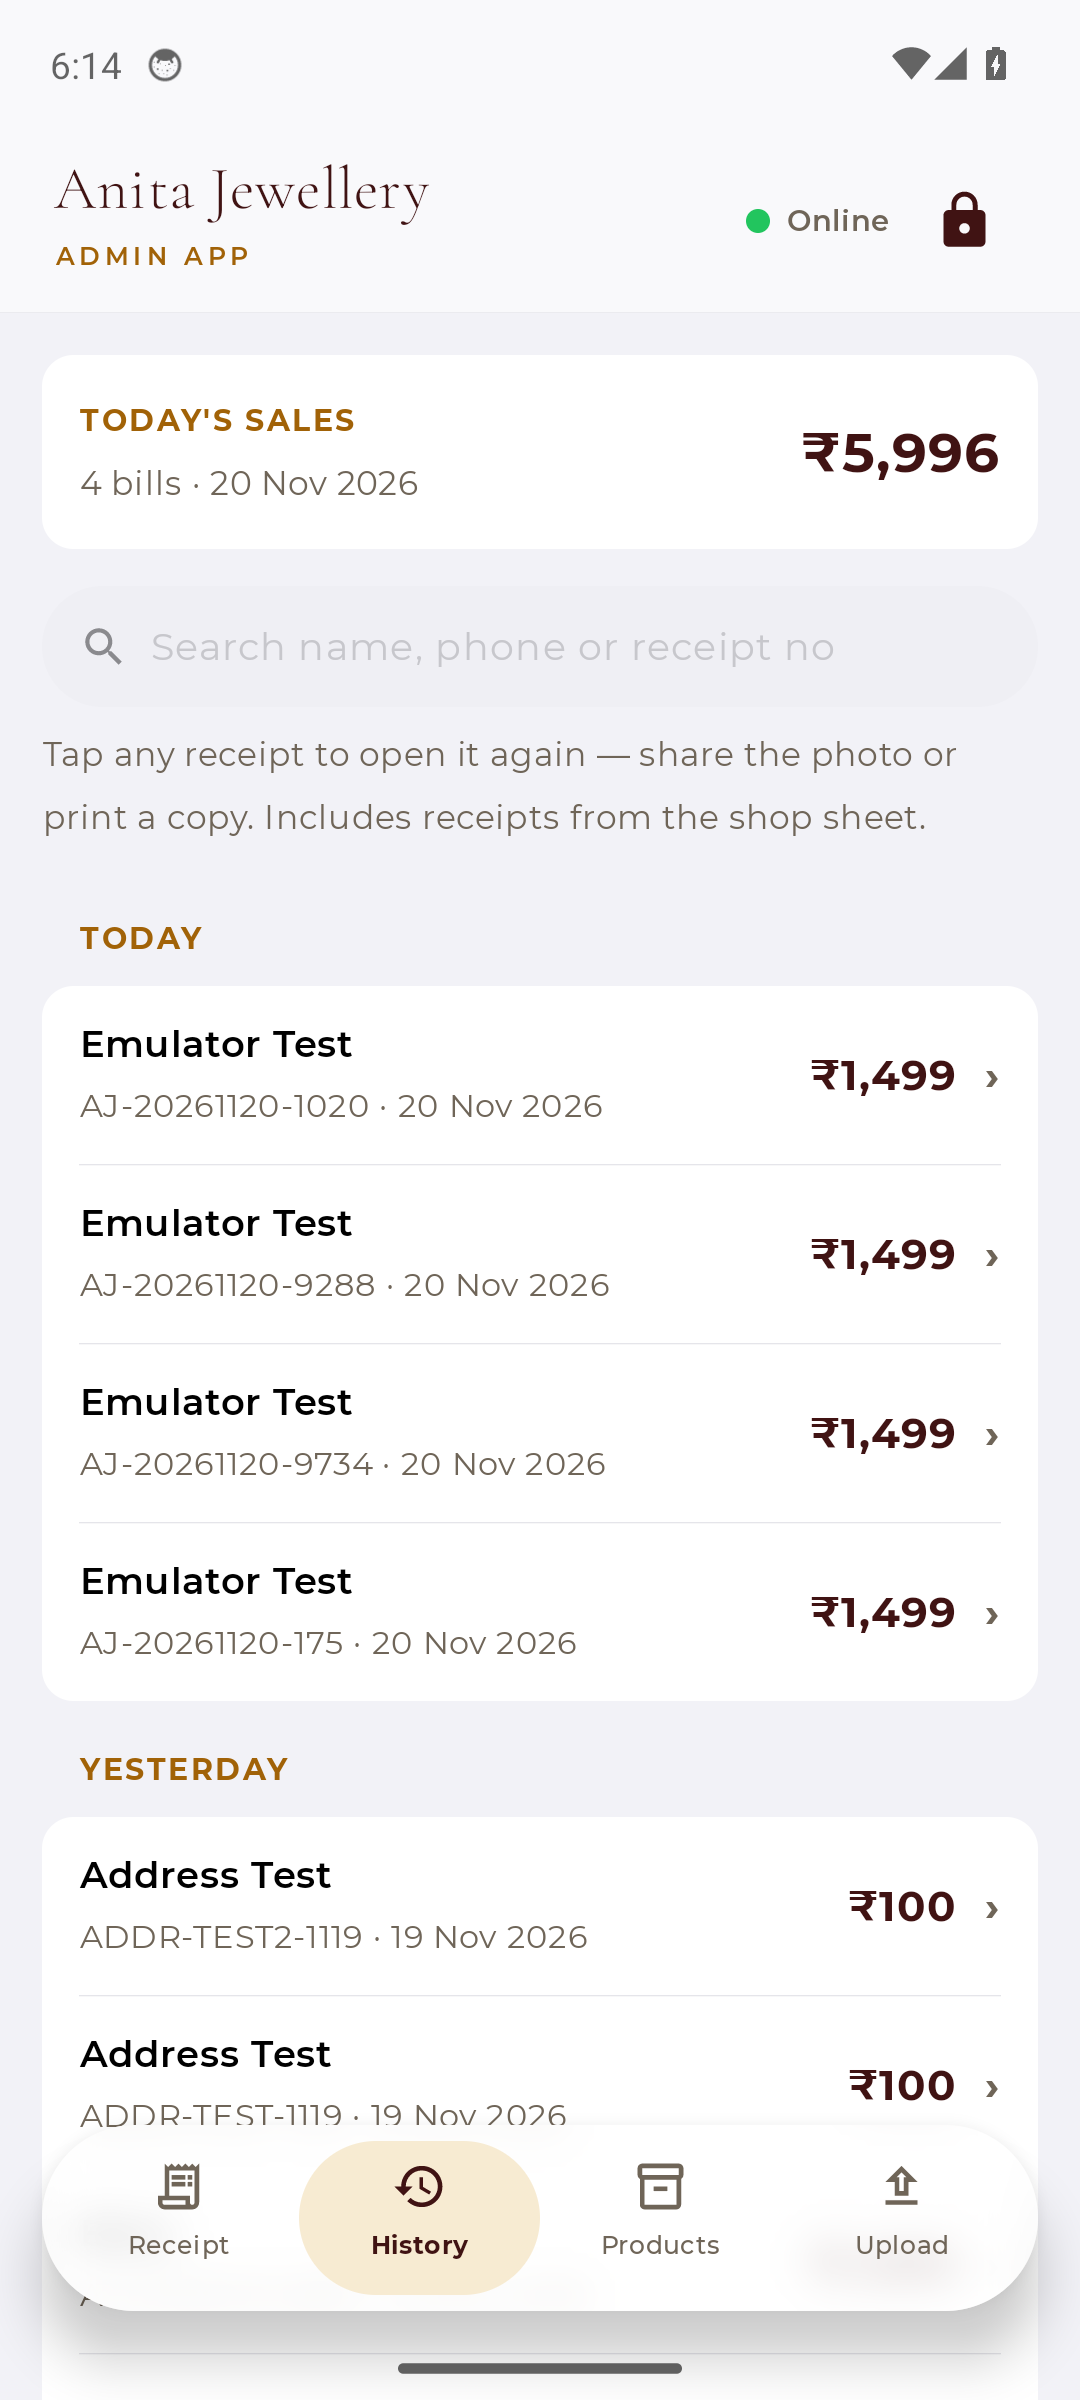 6:14
Anita Jewellery
ADMIN APP
Online
TODAY'S SALES
4 bills · 20 Nov 2026
₹5,996
Search name, phone or receipt no
Tap any receipt to open it again — share the photo or
print a copy. Includes receipts from the shop sheet.
TODAY
Emulator Test
AJ-20261120-1020 · 20 Nov 2026
₹1,499 ›
Emulator Test
AJ-20261120-9288 · 20 Nov 2026
₹1,499 ›
Emulator Test
AJ-20261120-9734 · 20 Nov 2026
₹1,499 ›
Emulator Test
AJ-20261120-175 · 20 Nov 2026
₹1,499 ›
YESTERDAY
Address Test
ADDR-TEST2-1119 · 19 Nov 2026
₹100 ›
Address Test
ADDR-TEST-1119 · 19 Nov 2026
₹100 ›
Receipt
History
Products
Upload